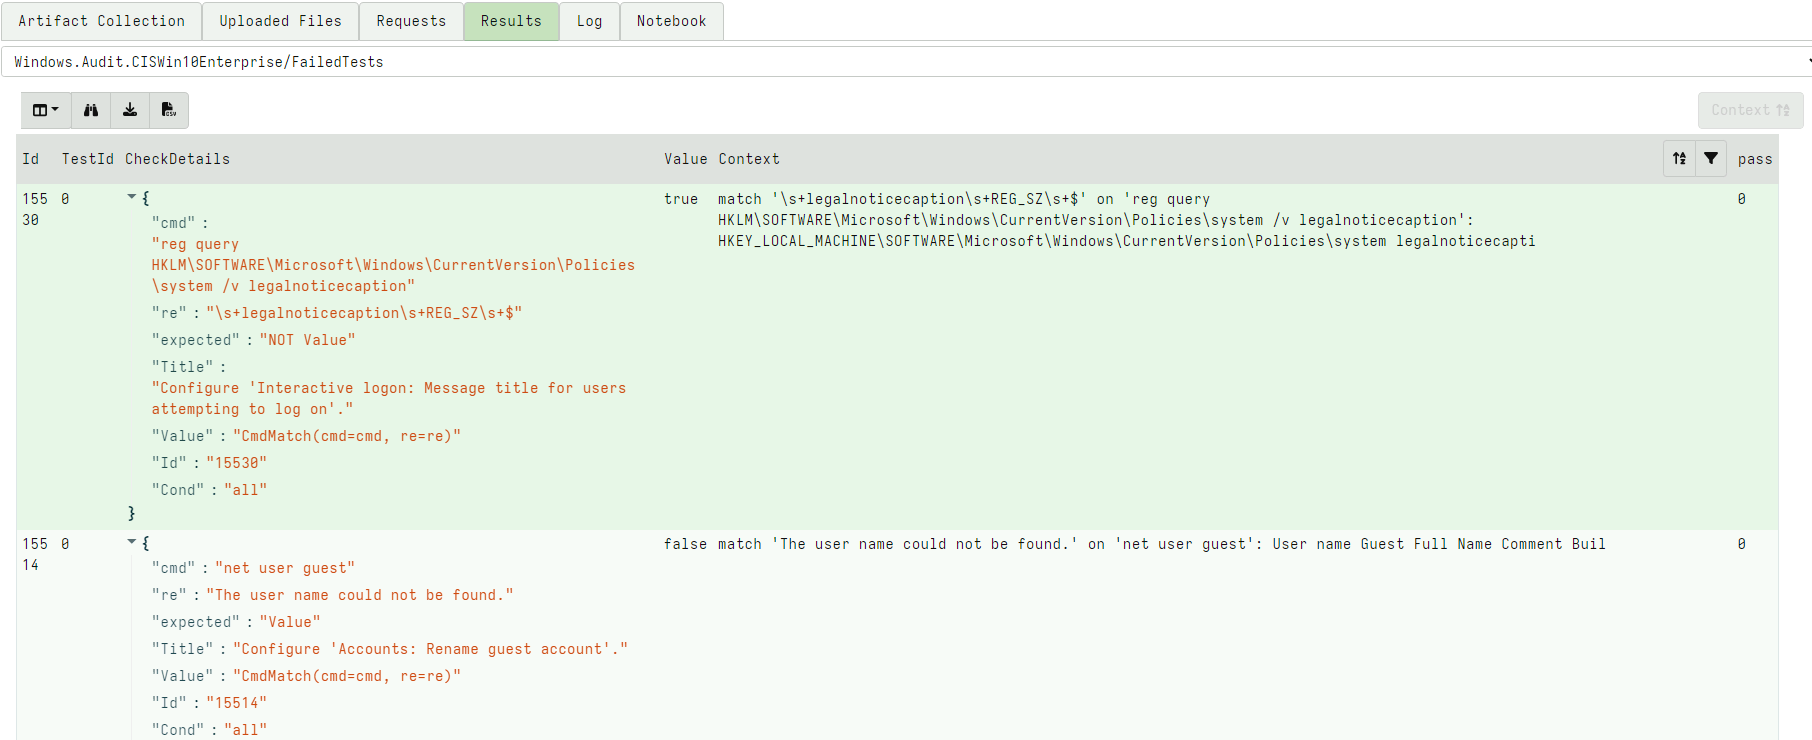 Artifact Collection Uploaded Files Requests Results Log Notebook
Windows.Audit.CISWin10Enterprise/FailedTests
CSV
Context
Id TestId CheckDetails Value Context pass
155 0 { true match '\s+legalnoticecaption\s+REG_SZ\s+$' on 'reg query 0
30 HKLM\SOFTWARE\Microsoft\Windows\CurrentVersion\Policies\system /v legalnoticecaption':
HKEY_LOCAL_MACHINE\SOFTWARE\Microsoft\Windows\CurrentVersion\Policies\system legalnoticecapti
"cmd" :
"reg query
HKLM\SOFTWARE\Microsoft\Windows\CurrentVersion\Policies
\system /v legalnoticecaption"
"re" : "\s+legalnoticecaption\s+REG_SZ\s+$"
"expected" : "NOT Value"
"Title" :
"Configure 'Interactive logon: Message title for users
attempting to log on'."
"Value" : "CmdMatch(cmd=cmd, re=re)"
"Id" : "15530"
"Cond" : "all"
}
155 0 { false match 'The user name could not be found.' on 'net user guest': User name Guest Full Name Comment Buil 0
14
"cmd" : "net user guest"
"re" : "The user name could not be found."
"expected" : "Value"
"Title" : "Configure 'Accounts: Rename guest account'."
"Value" : "CmdMatch(cmd=cmd, re=re)"
"Id" : "15514"
"Cond" : "all"